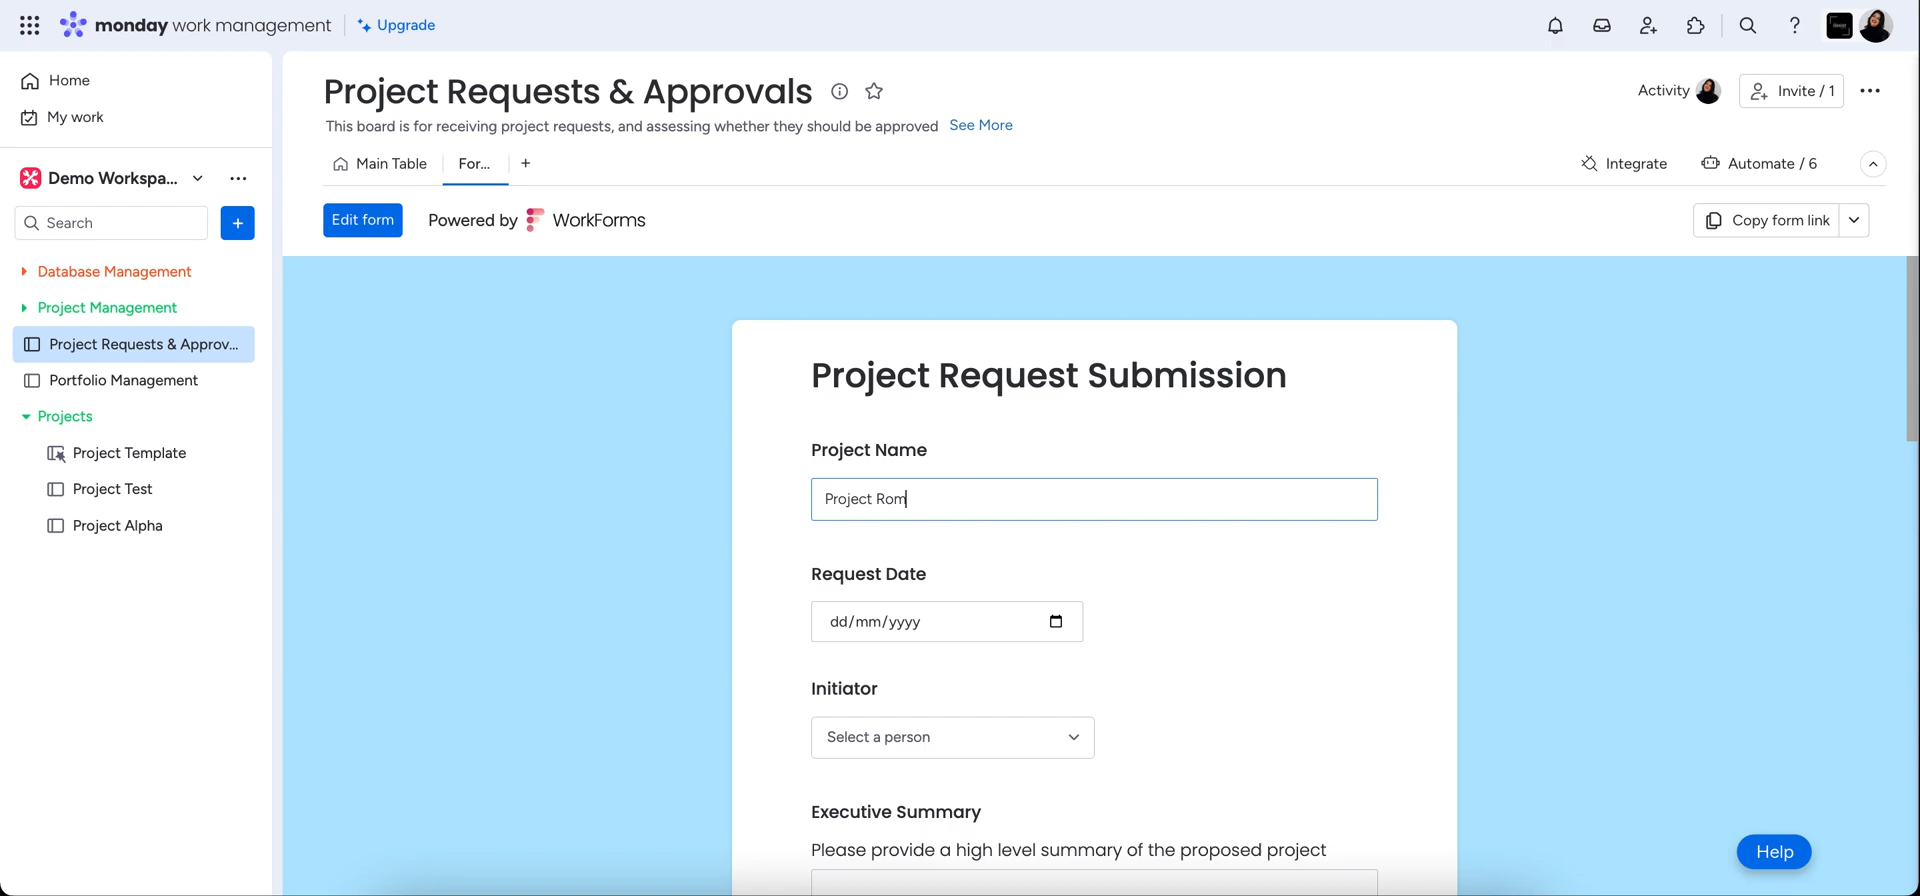 monday work management
Upgrade
Home
My work
Demo Workspa...
Search
Database Management
Project Management
Project Requests & Approv...
Portfolio Management
Projects
Project Template
Project Test
Project Alpha
Project Requests & Approvals
This board is for receiving project requests, and assessing whether they should be approved See More
Activity
Invite / 1
Main Table
For...
Integrate
Automate / 6
Edit form
Powered by WorkForms
Copy form link
Project Request Submission
Project Name
Project Rom
Request Date
dd/mm/yyyy
Initiator
Select a person
Executive Summary
Please provide a high level summary of the proposed project
Help